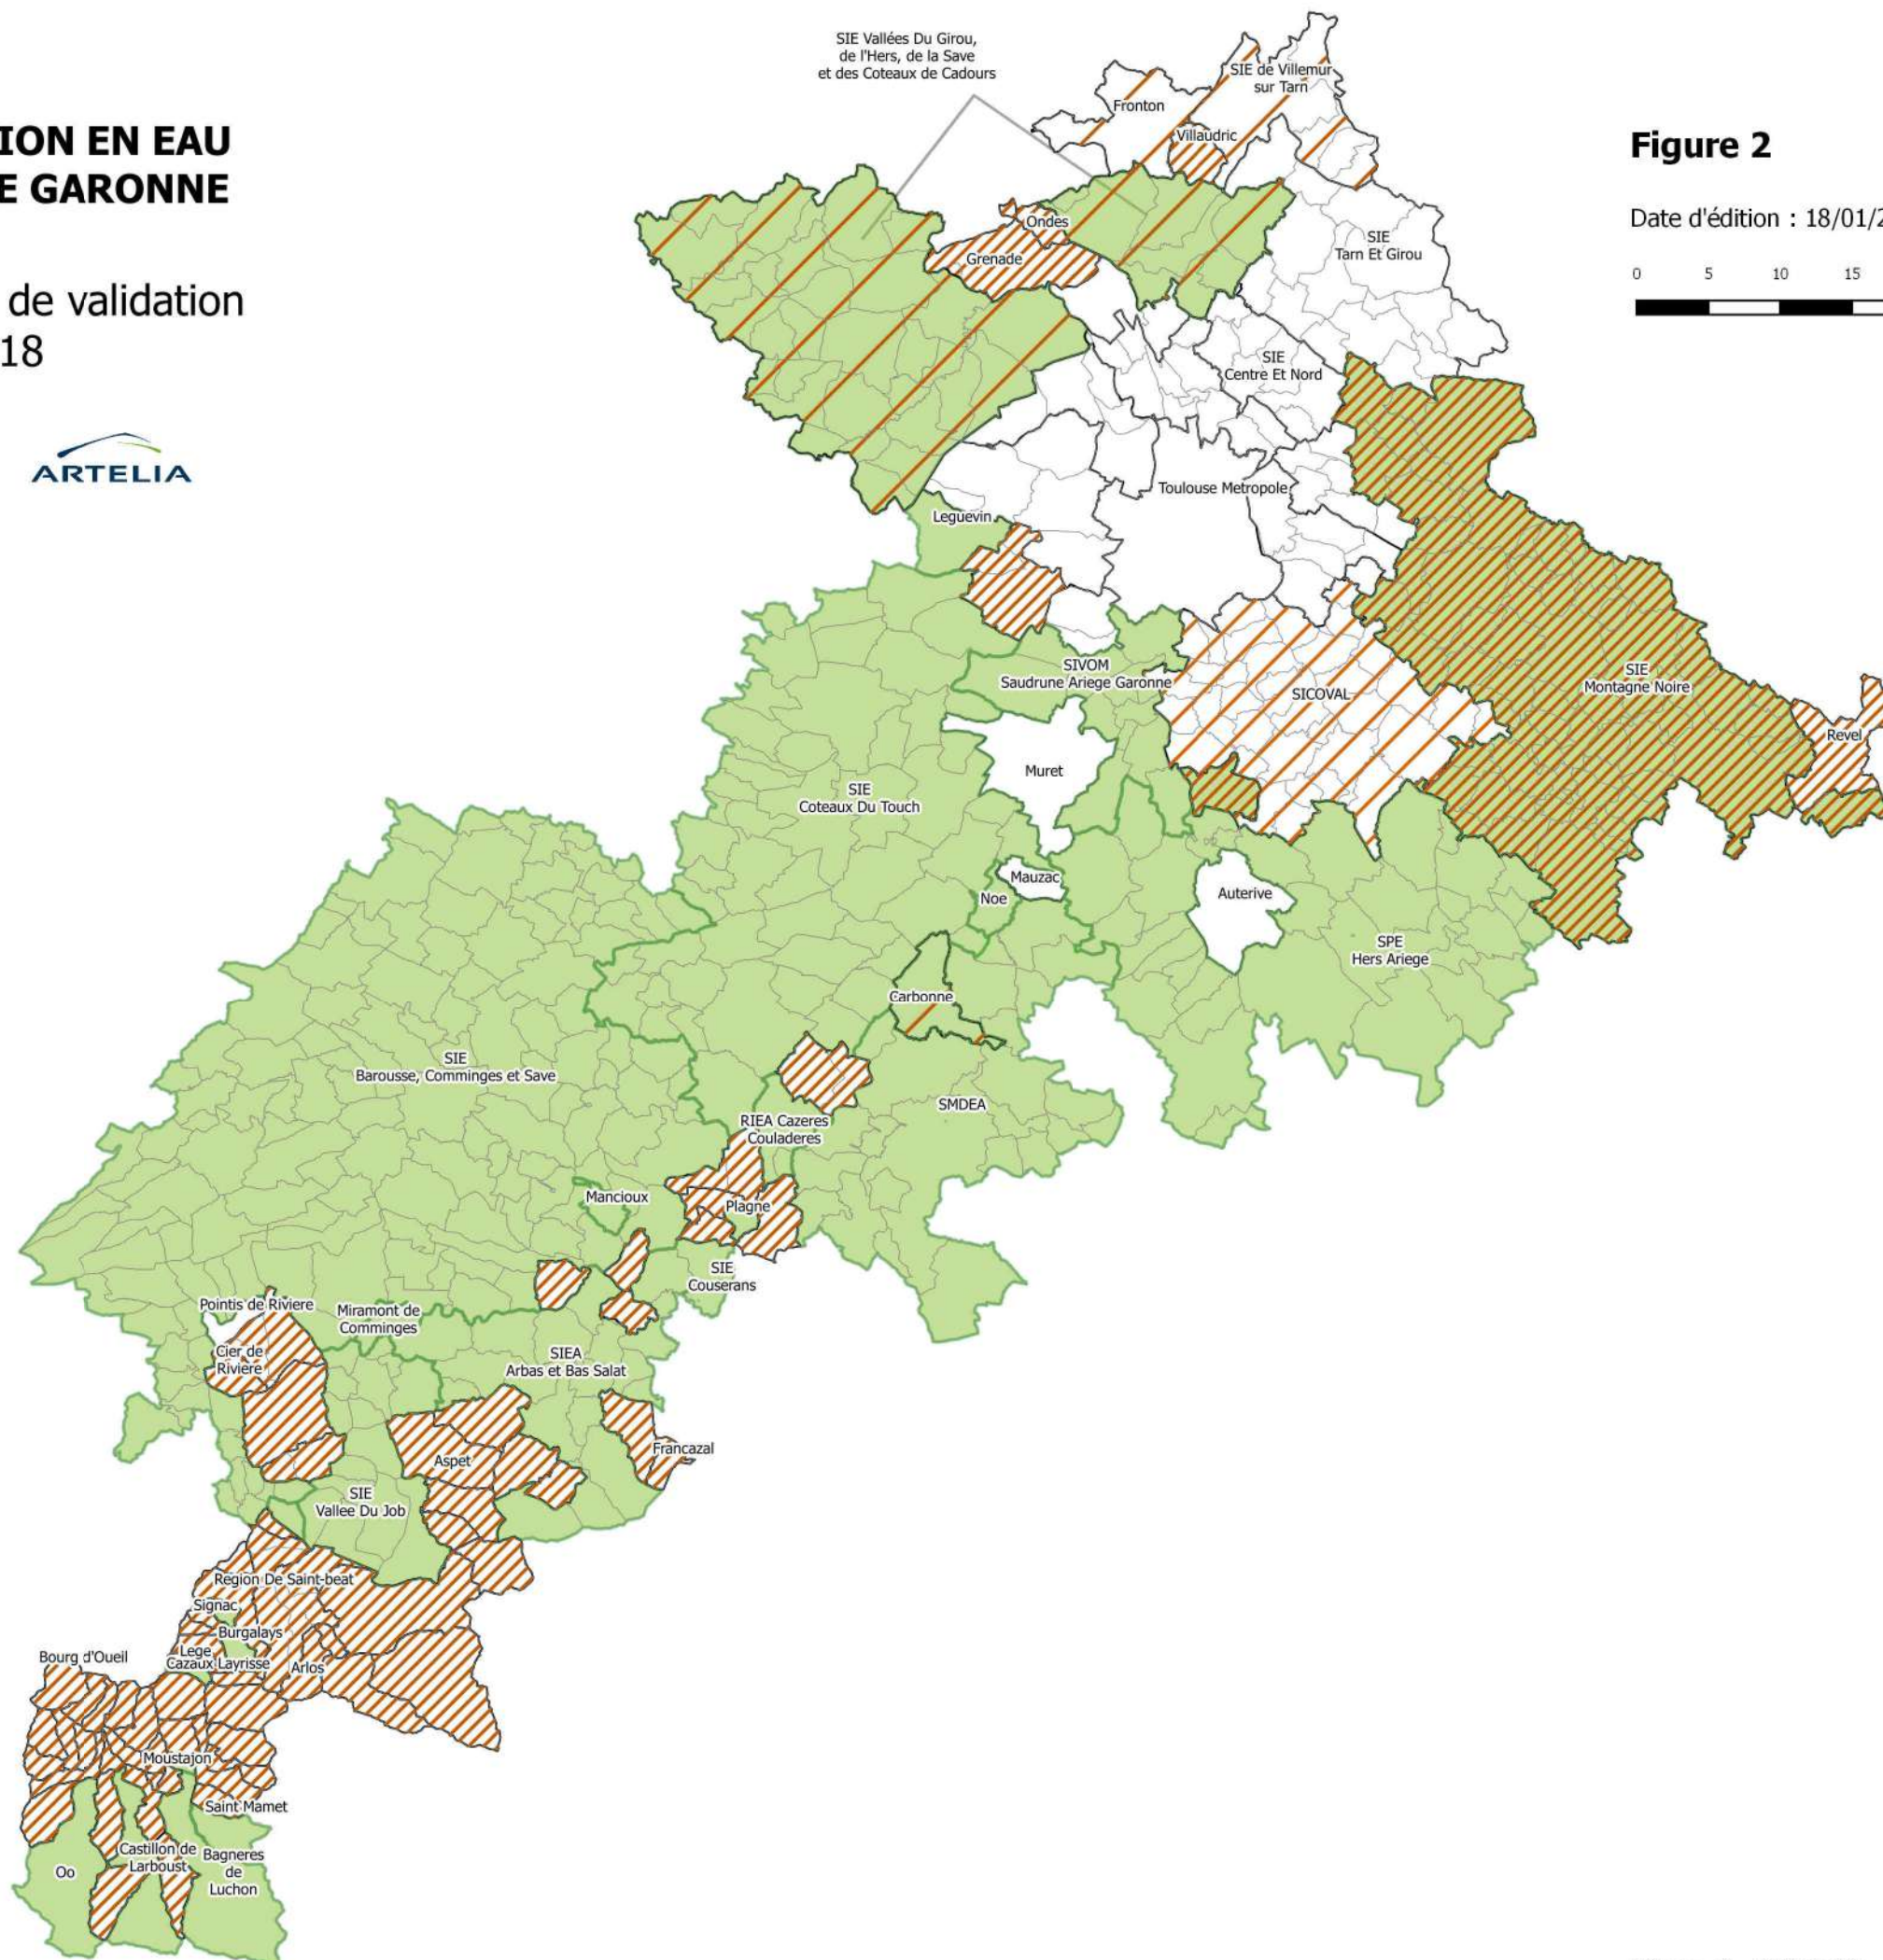 ION EN EAU
E GARONNE
de validation
18
ARTELIA
Figure 2
Date d'édition : 18/01/2
0 5 10 15
SIE Vallées Du Girou,
de l'Hers, de la Save
et des Coteaux de Cadours
SIE de Villemur
sur Tarn
Fronton
Villaudric
Ondes
Grenade
SIE
Tarn Et Girou
SIE
Centre Et Nord
Toulouse Metropole
Leguevin
SIVOM
Saudrune Ariege Garonne
SICOVAL
SIE
Montagne Noire
Revel
Muret
SIE
Coteaux Du Touch
Mauzac
Noe
Auterive
SPE
Hers Ariege
Carbonne
SIE
Barousse, Comminges et Save
SMDEA
RIEA Cazeres
Couladeres
Mancioux
Plagne
SIE
Couserans
Pointis de Riviere
Miramont de
Comminges
Cier de
Riviere
SIEA
Arbas et Bas Salat
Francazal
Aspet
SIE
Vallee Du Job
Region De Saint-beat
Signac
Burgalays
Lege
Cazaux Layrisse
Arlos
Bourg d'Oueil
Moustajon
Saint Mamet
Castillon de
Larboust
Bagneres
de
Luchon
Oo